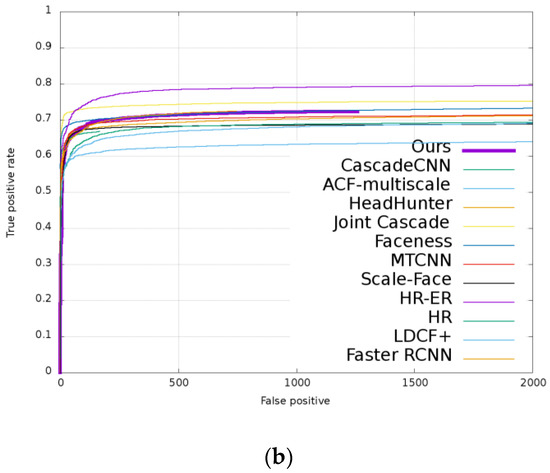 1
0.9
0.8
0.7
0.6
0.5
0.4
0.3
0.2
0.1
0
True positive rate
Ours
CascadeCNN
ACF-multiscale
HeadHunter
Joint Cascade
Faceness
MTCNN
Scale-Face
HR-ER
HR
LDCF+
Faster RCNN
0 500 1000 1500 2000
False positive
(b)